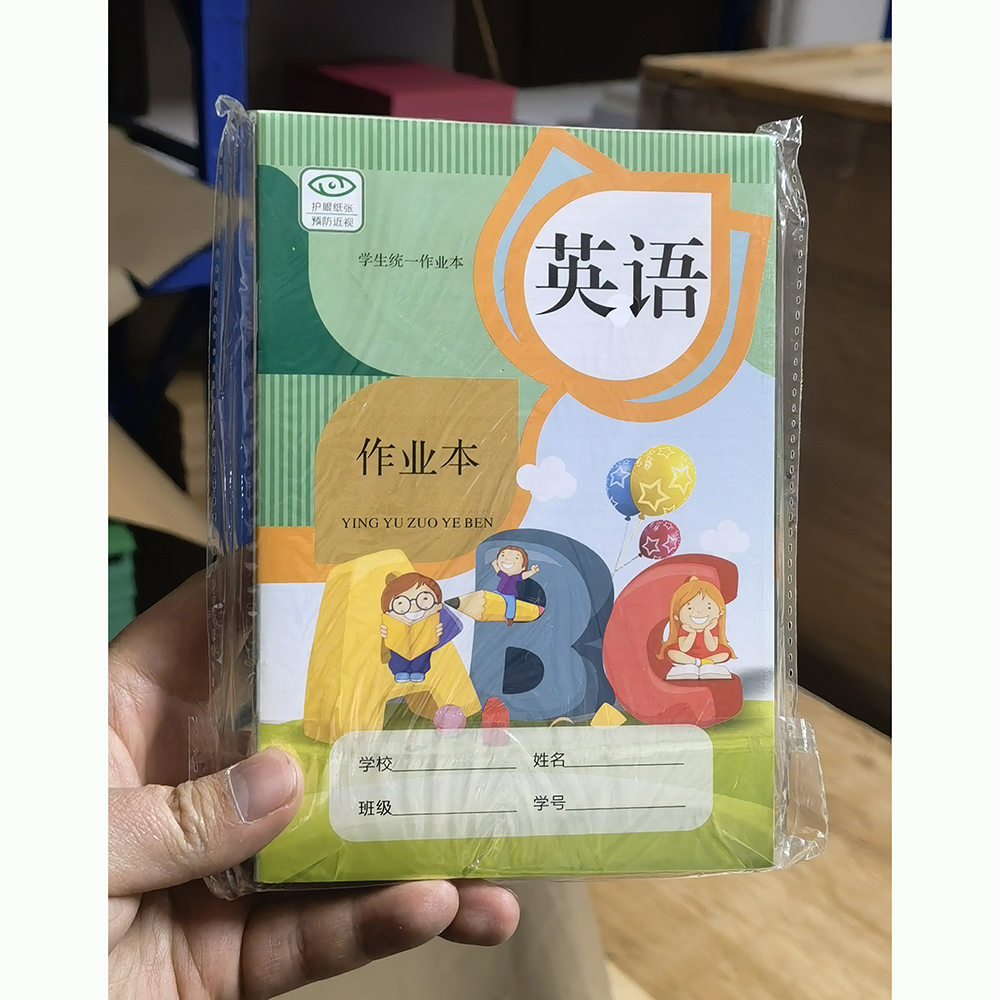 护眼纸张
预防近视
学生统一作业本
英语
作业本
YING YU ZUO YE BEN
ABC
学校 姓名
班级 学号